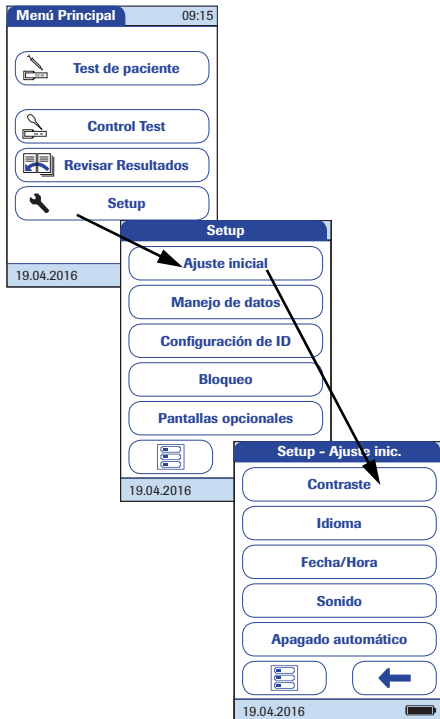 Menú Principal 09:15
Test de paciente
Control Test
Revisar Resultados
Setup
19.04.2016
Setup
Ajuste inicial
Manejo de datos
Configuración de ID
Bloqueo
Pantallas opcionales
19.04.2016
Setup - Ajuste inic.
Contraste
Idioma
Fecha/Hora
Sonido
Apagado automático
19.04.2016